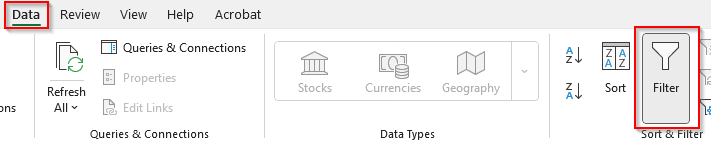 Data Review View Help Acrobat
Refresh All
Queries & Connections
Properties
Edit Links
Queries & Connections
Stocks Currencies Geography
Data Types
A
Z
Z
A
Z A
A Z
Sort
Filter
Sort & Filter